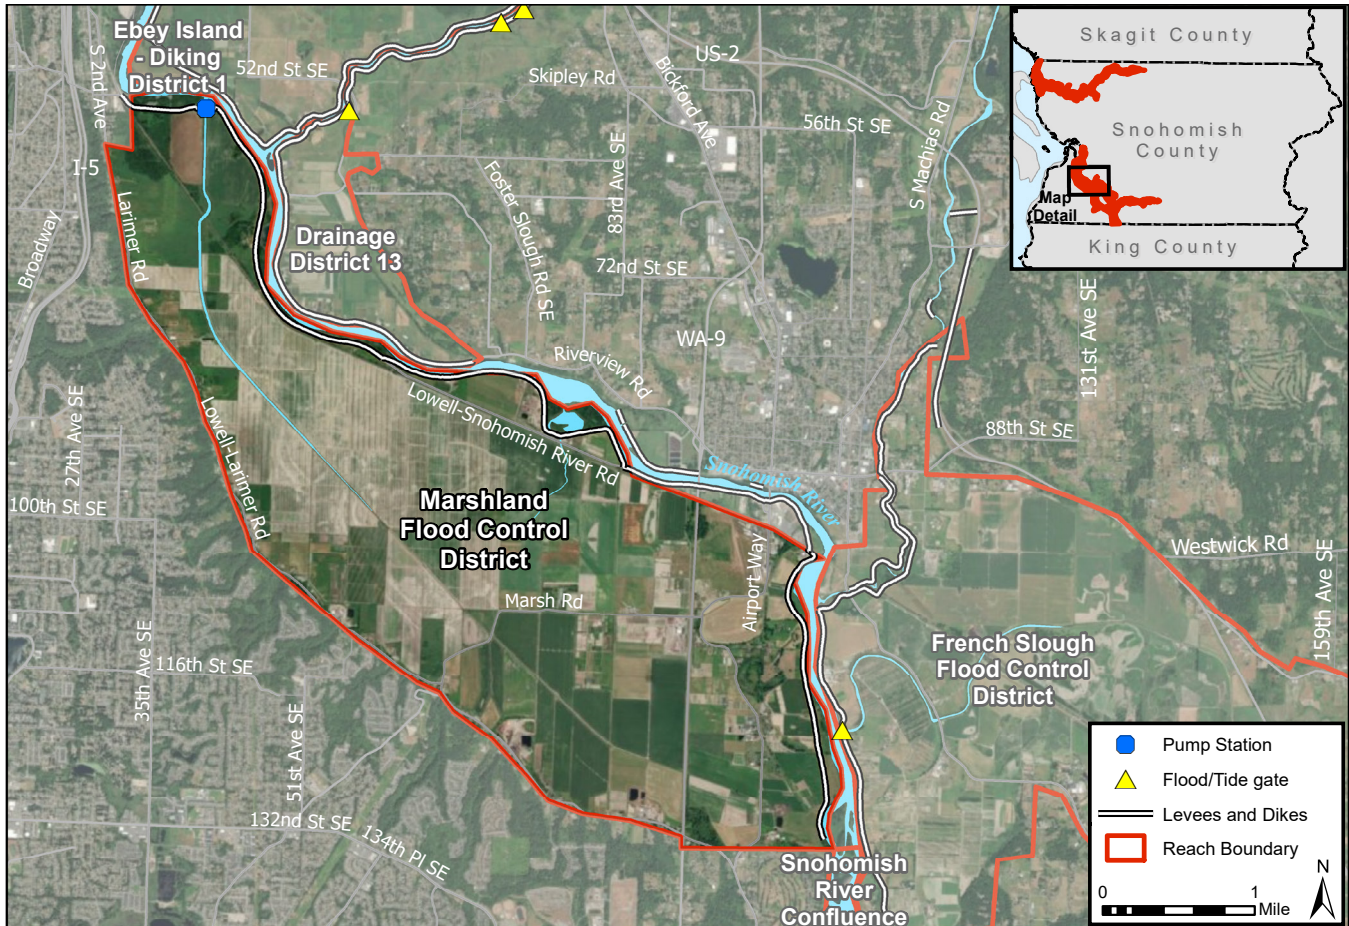 Ebey Island
- Diking
District 1
S 2nd Ave
52nd St SE
Skipley Rd
US-2
Bickford Ave
56th St SE
S Machias Rd
I-5
Broadway
Larimer Rd
Drainage
District 13
Foster Slough Rd SE
83rd Ave SE
72nd St SE
WA-9
Riverview Rd
131st Ave SE
27th Ave SE
Lowell-Larimer Rd
Lowell-Snohomish River Rd
Snohomish River
88th St SE
100th St SE
Marshland
Flood Control
District
Westwick Rd
159th Ave SE
Marsh Rd
Airport Way
35th Ave SE
116th St SE
51st Ave SE
French Slough
Flood Control
District
132nd St SE
134th Pl SE
Snohomish
River
Confluence
Skagit County
Snohomish
County
Map
Detail
King County
Pump Station
Flood/Tide gate
Levees and Dikes
Reach Boundary
0 1
Mile
N